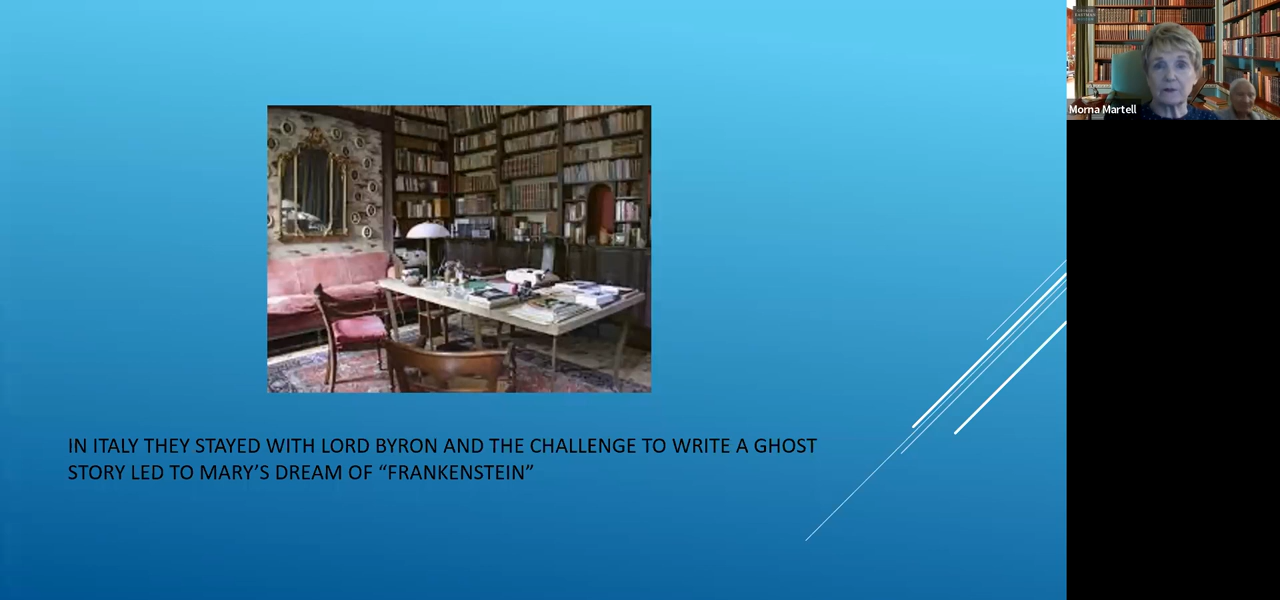 Morna Martell
IN ITALY THEY STAYED WITH LORD BYRON AND THE CHALLENGE TO WRITE A GHOST
STORY LED TO MARY’S DREAM OF “FRANKENSTEIN”